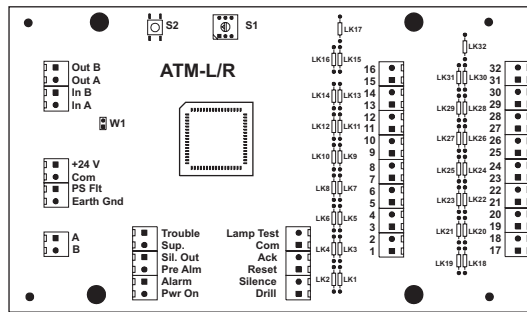 S2
S1
ATM-L/R
Out B
Out A
In B
In A
W1
+24 V
Com
PS Flt
Earth Gnd
A
B
Trouble
Sup.
Sil. Out
Pre Alm
Alarm
Pwr On
Lamp Test
Com
Ack
Reset
Silence
Drill
LK17
LK16 LK15
LK14 LK13
LK12 LK11
LK10 LK9
LK8 LK7
LK6 LK5
LK4 LK3
LK2 LK1
16
15
14
13
12
11
10
9
8
7
6
5
4
3
2
1
LK32
LK31 LK30
LK29 LK28
LK27 LK26
LK25 LK24
LK23 LK22
LK21 LK20
LK19 LK18
32
31
30
29
28
27
26
25
24
23
22
21
20
19
18
17